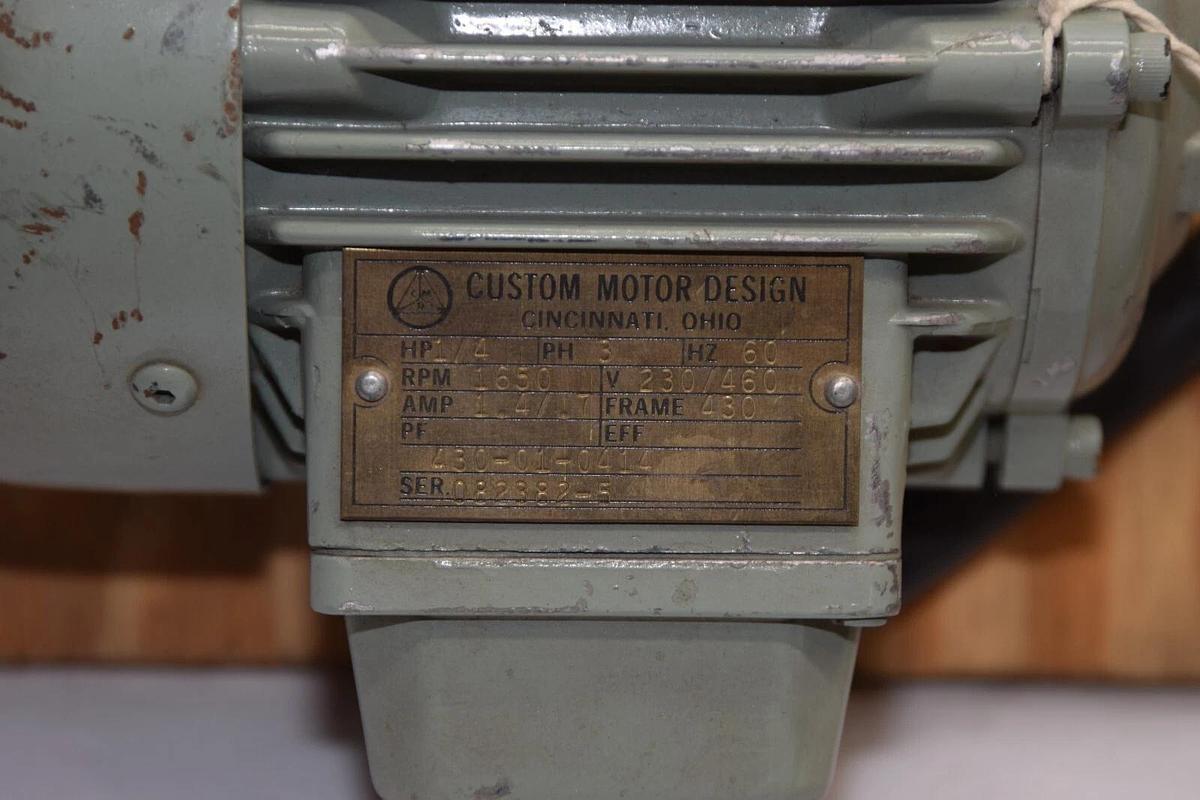 CUSTOM MOTOR DESIGN
CINCINNATI, OHIO
HP 1/4 PH 3 HZ 60
RPM 1650 V 230/460
AMP 1.4/.7 FRAME 430
PF EFF
430-01-0414
SER. 082382-5